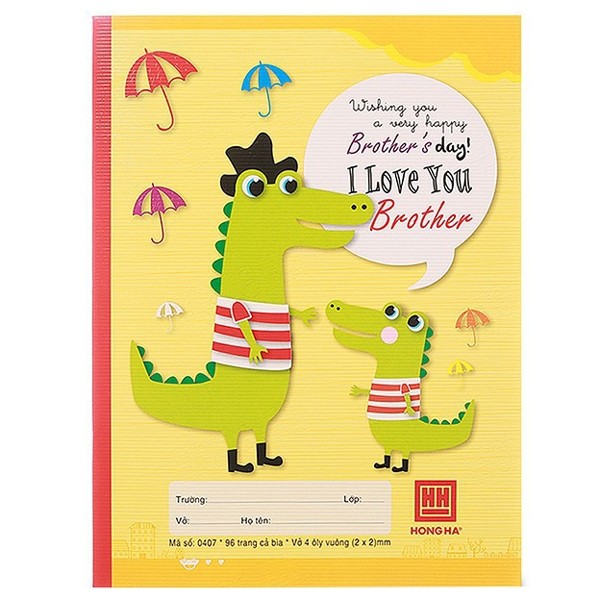 Wishing you
a very happy
Brother's day!
I Love You
Brother
Trường: Lớp:
Vở: Họ tên:
Mã số: 0407 * 96 trang cả bìa * Vở 4 ôly vuông (2 x 2)mm
HH
HONG HA®